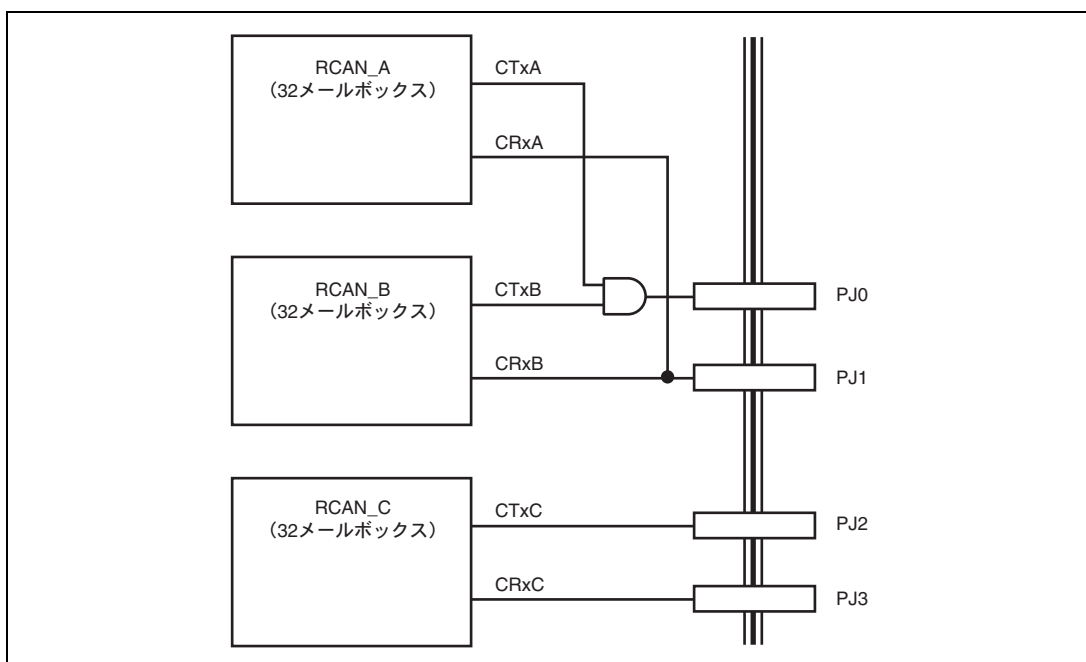 RCAN_A
（32メールボックス）
CTxA
CRxA
RCAN_B
（32メールボックス）
CTxB
CRxB
PJ0
PJ1
RCAN_C
（32メールボックス）
CTxC
CRxC
PJ2
PJ3